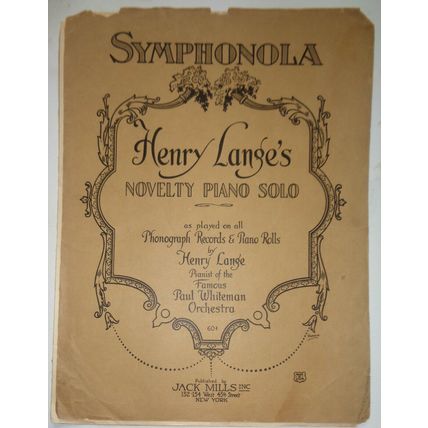 SYMPHONOLA
Henry Lange's
NOVELTY PIANO SOLO
as played on all
Phonograph Records & Piano Rolls
by
Henry Lange
Pianist of the
Famous
Paul Whiteman
Orchestra
60¢
Published by
JACK MILLS INC
152-154 West 45th Street
NEW YORK